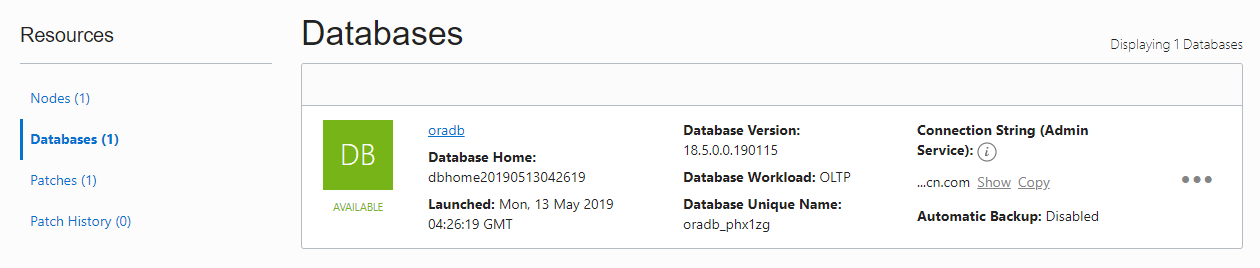 Resources
Nodes (1)
Databases (1)
Patches (1)
Patch History (0)
Databases
Displaying 1 Databases
DB
AVAILABLE
oradb
Database Home:
dbhome20190513042619
Launched: Mon, 13 May 2019
04:26:19 GMT
Database Version:
18.5.0.0.190115
Database Workload: OLTP
Database Unique Name:
oradb_phx1zg
Connection String (Admin
Service): i
...cn.com Show Copy
Automatic Backup: Disabled